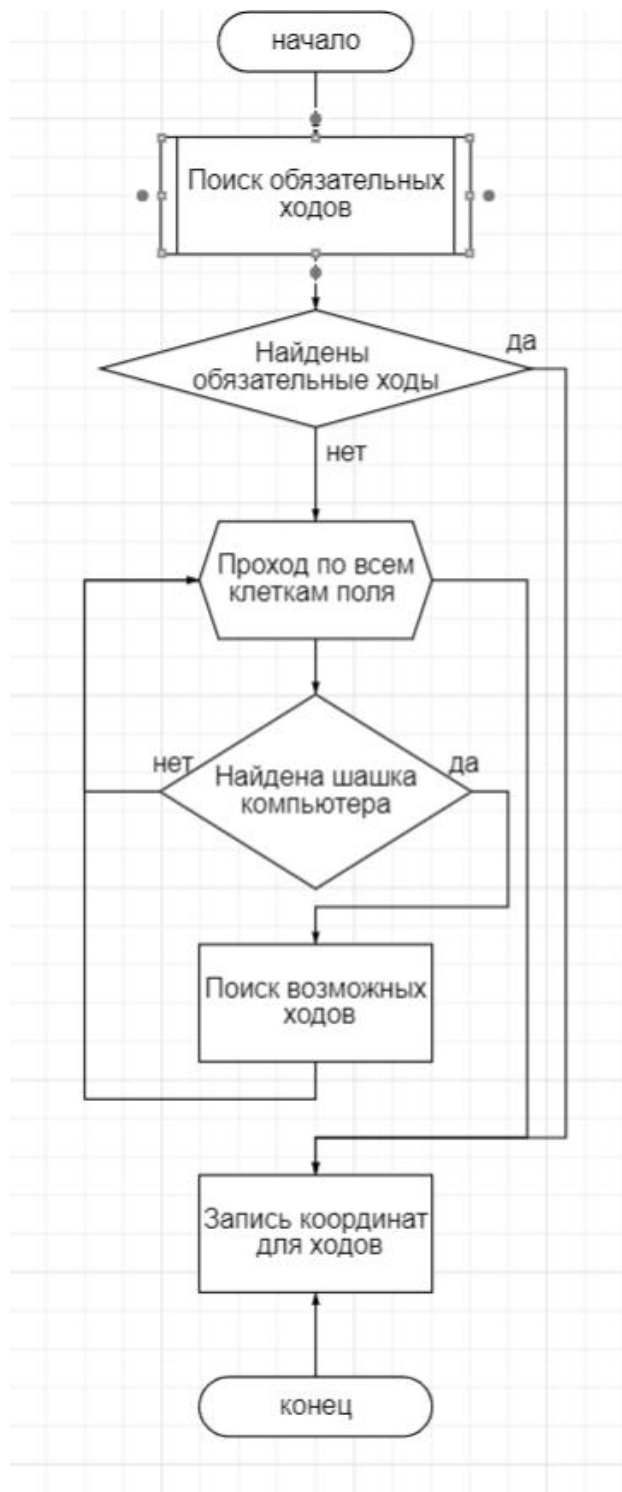 начало
Поиск обязательных
ходов
Найдены
обязательные ходы
да
нет
Проход по всем
клеткам поля
нет
да
Найдена шашка
компьютера
Поиск возможных
ходов
Запись координат
для ходов
конец